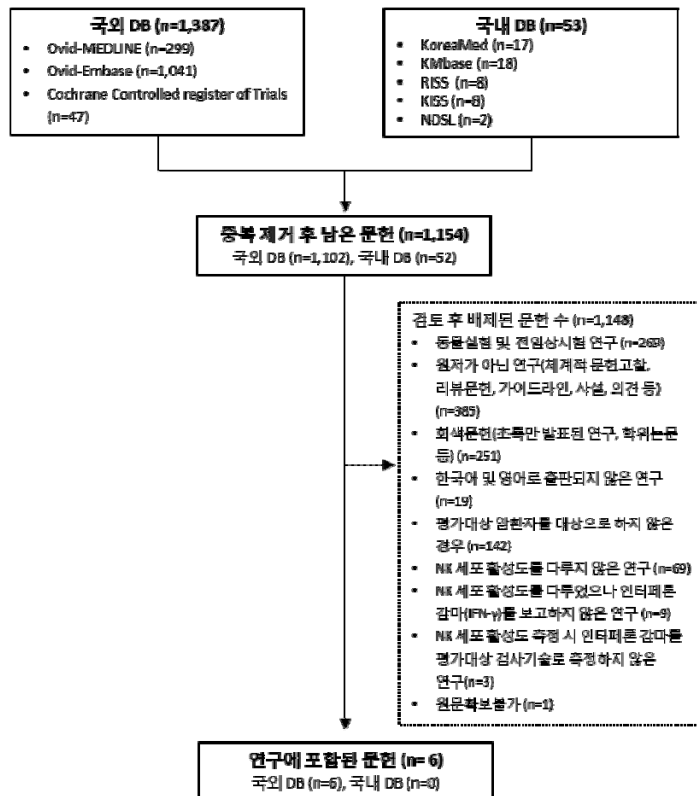 국외 DB (n=1,387)
• Ovid-MEDLINE (n=299)
• Ovid-Embase (n=1,041)
• Cochrane Controlled register of Trials
(n=47)
국내 DB (n=53)
• KoreaMed (n=17)
• KMbase (n=18)
• RISS (n=8)
• KISS (n=8)
• NDSL (n=2)
중복 제거 후 남은 문헌 (n=1,154)
국외 DB (n=1,102), 국내 DB (n=52)
검토 후 배제된 문헌 수 (n=1,148)
• 동물실험 및 전임상시험 연구 (n=269)
• 원저가 아닌 연구(체계적 문헌고찰,
리뷰문헌, 가이드라인, 사설, 의견 등)
(n=385)
• 회색문헌(초록만 발표된 연구, 학위논문
등) (n=251)
• 한국어 및 영어로 출판되지 않은 연구
(n=19)
• 평가대상 암환자를 대상으로 하지 않은
경우 (n=142)
• NK 세포 활성도를 다루지 않은 연구 (n=69)
• NK 세포 활성도를 다루었으나 인터페론
감마(IFN-γ)를 보고하지 않은 연구 (n=9)
• NK 세포 활성도 측정 시 인터페론 감마를
평가대상 검사기술로 측정하지 않은
연구(n=3)
• 원문확보불가 (n=1)
연구에 포함된 문헌 (n= 6)
국외 DB (n=6), 국내 DB (n=0)